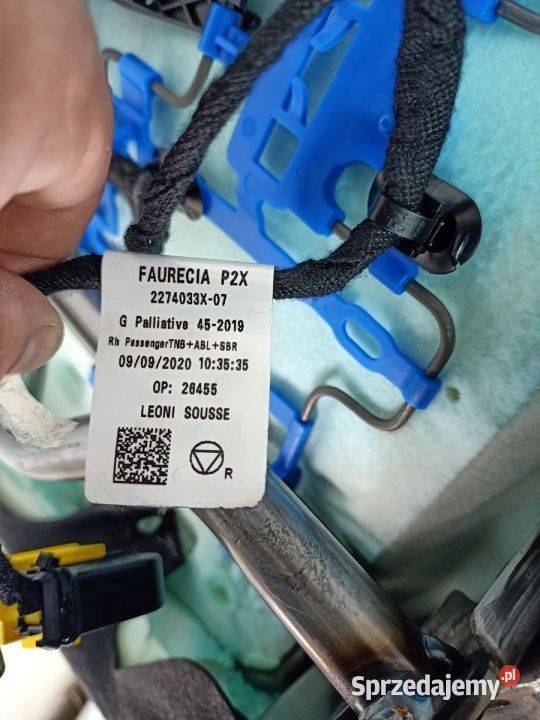 FAURECIA P2X
2274033X-07
G Palliative 45-2019
Rh PassengerTNB+ABL+SBR
09/09/2020 10:35:35
OP: 26455
LEONI SOUSSE
R
Sprzedajemy.pl